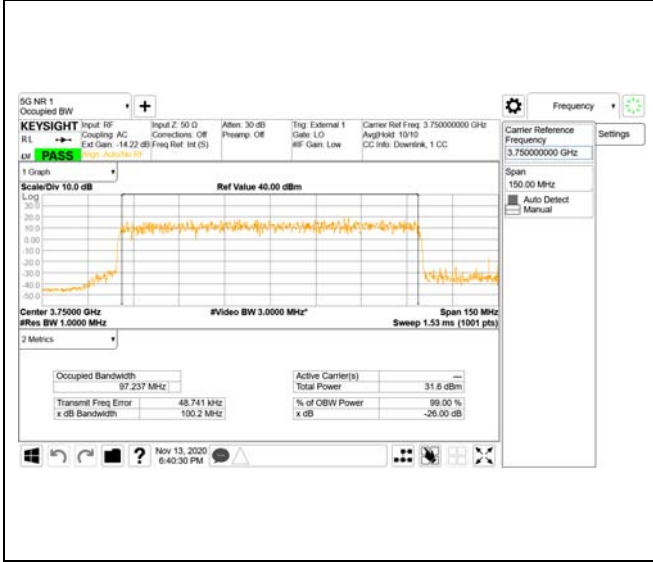 5G NR 1
Occupied BW
Frequency
KEYSIGHT Input: RF Input Z: 50 Ω Atten: 30 dB Trig: External 1 Carrier Ref Freq: 3.750000000 GHz
R L Coupling: AC Corrections: Off Preamp: Off Gate: LO Avg|Hold: 10/10
Ext Gain: -14.22 dB Freq Ref: Int (S) #IF Gain: Low CC Info: Downlink, 1 CC
PASS Align: Auto/No RF
Carrier Reference
Frequency
3.750000000 GHz
Settings
Span
150.00 MHz
Auto Detect
Manual
1 Graph
Scale/Div 10.0 dB Ref Value 40.00 dBm
Log
30.0
20.0
10.0
0.00
-10.0
-20.0
-30.0
-40.0
-50.0
Center 3.75000 GHz #Video BW 3.0000 MHz* Span 150 MHz
#Res BW 1.0000 MHz Sweep 1.53 ms (1001 pts)
2 Metrics
Occupied Bandwidth Active Carrier(s) ---
97.237 MHz Total Power 31.6 dBm
Transmit Freq Error 48.741 kHz % of OBW Power 99.00 %
x dB Bandwidth 100.2 MHz x dB -26.00 dB
? Nov 13, 2020
6:40:30 PM